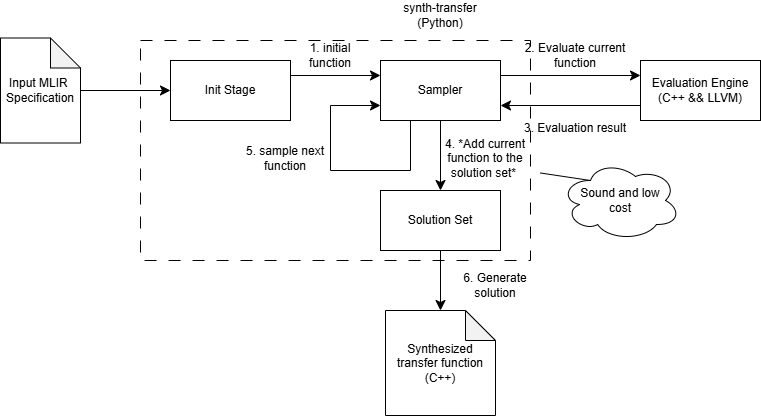 synth-transfer
(Python)
1. initial
function
2. Evaluate current
function
Input MLIR
Specification
Init Stage
Sampler
Evaluation Engine
(C++ && LLVM)
3. Evaluation result
5. sample next
function
4. *Add current
function to the
solution set*
Sound and low
cost
Solution Set
6. Generate
solution
Synthesized
transfer function
(C++)